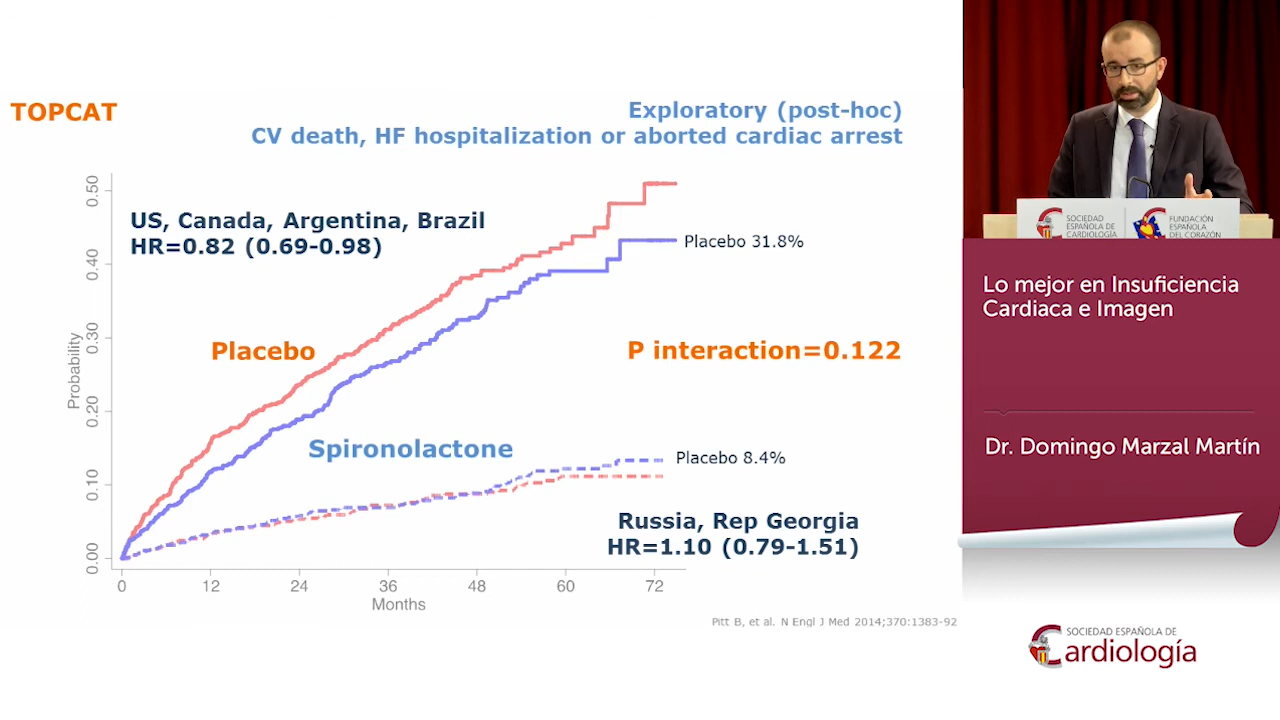 TOPCAT
Exploratory (post-hoc)
CV death, HF hospitalization or aborted cardiac arrest
US, Canada, Argentina, Brazil
HR=0.82 (0.69-0.98)
Placebo 31.8%
Placebo
P interaction=0.122
Spironolactone
Placebo 8.4%
Russia, Rep Georgia
HR=1.10 (0.79-1.51)
Probability
0.50
0.40
0.30
0.20
0.10
0.00
0 12 24 36 48 60 72
Months
Pitt B, et al. N Engl J Med 2014;370:1383-92
SOCIEDAD
ESPAÑOLA DE
CARDIOLOGÍA
FUNDACIÓN
ESPAÑOLA
DEL CORAZÓN
Lo mejor en Insuficiencia
Cardiaca e Imagen
Dr. Domingo Marzal Martín
SOCIEDAD ESPAÑOLA DE
Cardiología